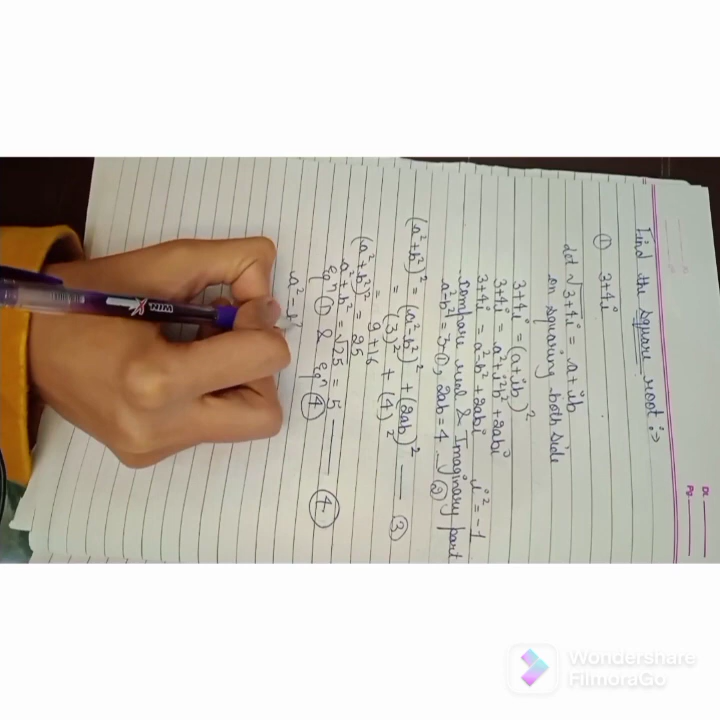 Dt.
Pg.
Find the square root :->
① 3+4i
let √3+4i = a+ib
on squaring both side
3+4i = (a+ib)²
3+4i = a²+i²b²+2abi
3+4i = a²-b²+2abi i² = -1
compare real & Imaginary part
a²-b² = 3-①, 2ab = 4 - ②
(a²+b²)² = (a²-b²)² + (2ab)² — ③
= (3)² + (4)²
= 9+16
(a²+b²)² = 25
a²+b² = √25 = 5 — ④
Eqⁿ ① & Eqⁿ ④
a² -
WIN
Wondershare
FilmoraGo